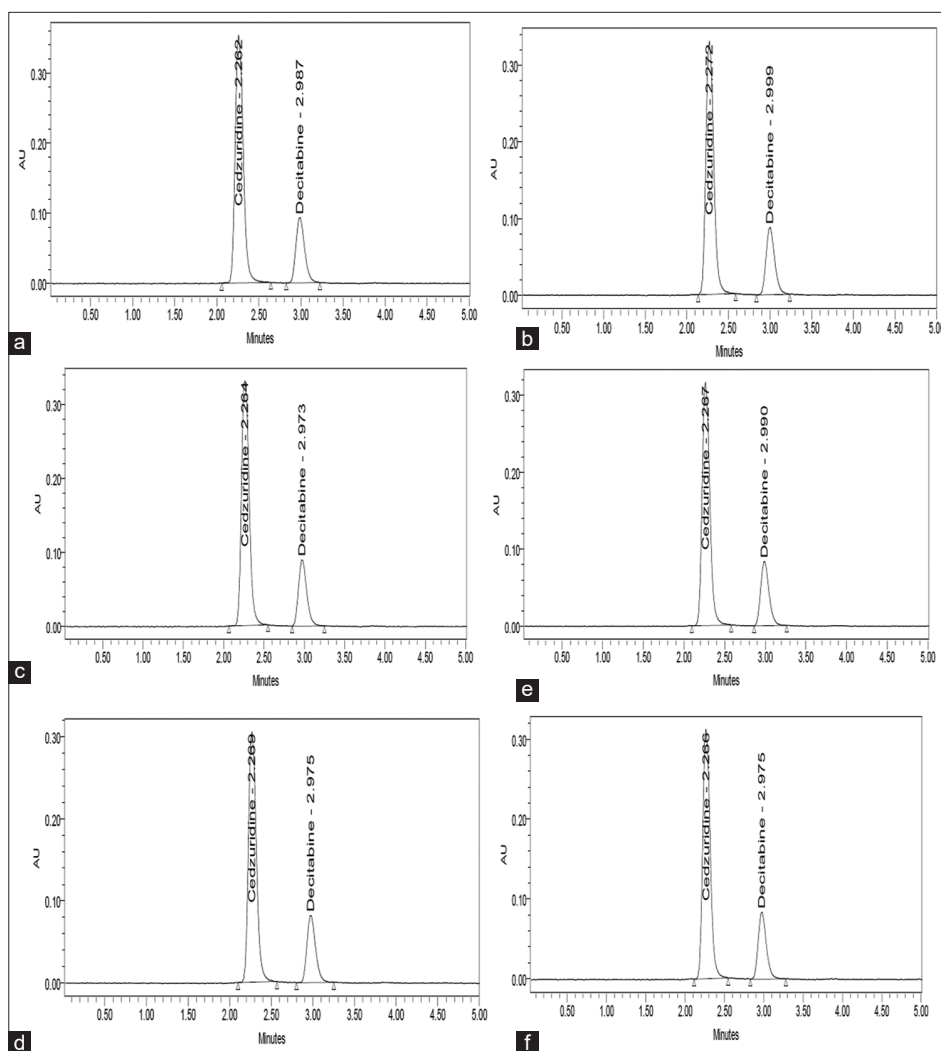 Cedzuridine - 2.262
Decitabine - 2.987
AU
0.30
0.20
0.10
0.00
0.50 1.00 1.50 2.00 2.50 3.00 3.50 4.00 4.50 5.00
Minutes
a
Cedzuridine - 2.272
Decitabine - 2.999
AU
0.30
0.20
0.10
0.00
0.50 1.00 1.50 2.00 2.50 3.00 3.50 4.00 4.50 5.00
Minutes
b
Cedzuridine - 2.264
Decitabine - 2.973
AU
0.30
0.20
0.10
0.00
0.50 1.00 1.50 2.00 2.50 3.00 3.50 4.00 4.50 5.00
Minutes
c
Cedzuridine - 2.267
Decitabine - 2.990
AU
0.30
0.20
0.10
0.00
0.50 1.00 1.50 2.00 2.50 3.00 3.50 4.00 4.50 5.00
Minutes
e
Cedzuridine - 2.269
Decitabine - 2.975
AU
0.30
0.20
0.10
0.00
0.50 1.00 1.50 2.00 2.50 3.00 3.50 4.00 4.50 5.00
Minutes
d
Cedzuridine - 2.266
Decitabine - 2.975
AU
0.30
0.20
0.10
0.00
0.50 1.00 1.50 2.00 2.50 3.00 3.50 4.00 4.50 5.00
Minutes
f